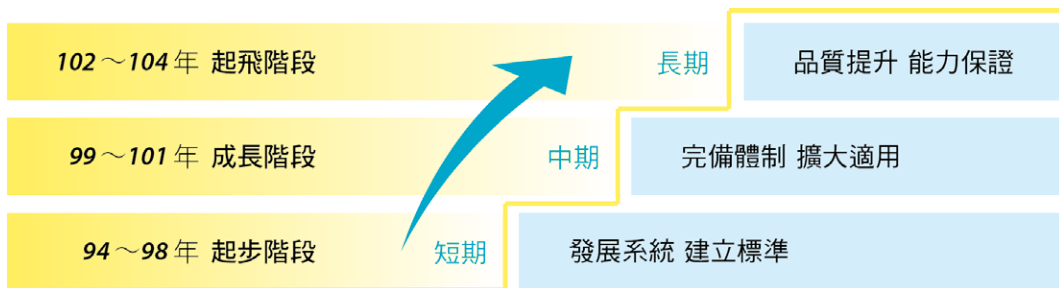 102～104年 起飛階段 長期 品質提升 能力保證
99～101年 成長階段 中期 完備體制 擴大適用
94～98年 起步階段 短期 發展系統 建立標準